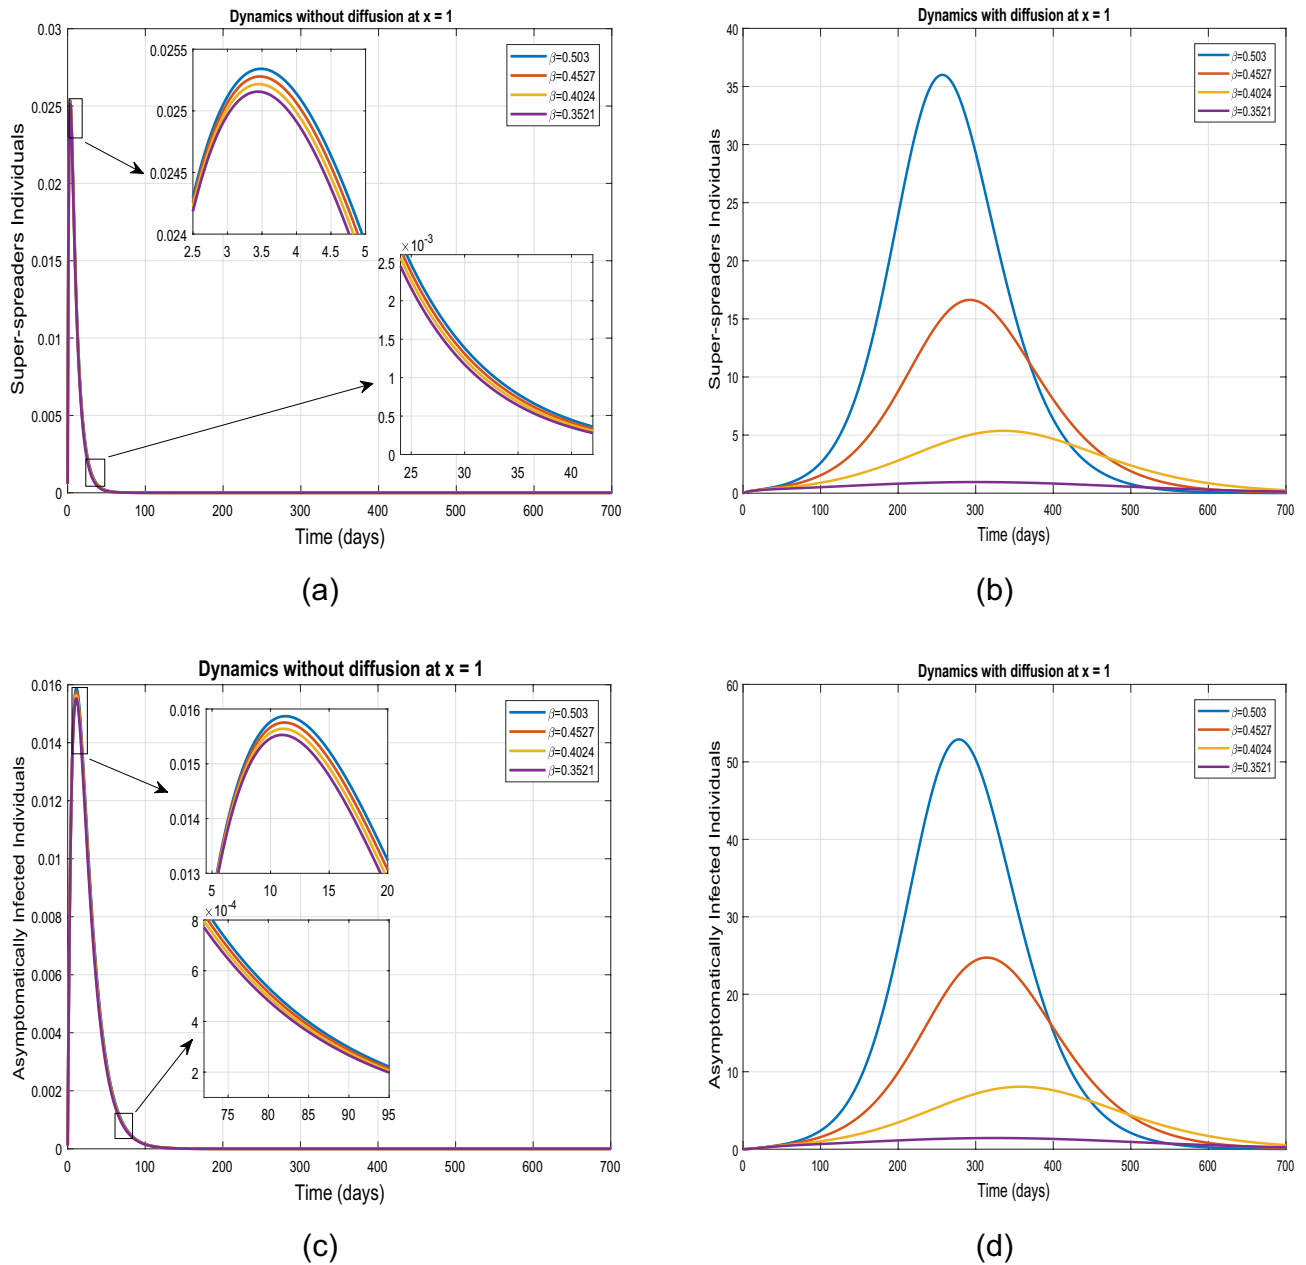 Dynamics without diffusion at x = 1
Super-spreaders Individuals
0.03
0.025
0.02
0.015
0.01
0.005
0
0 100 200 300 400 500 600 700
Time (days)
β=0.503
β=0.4527
β=0.4024
β=0.3521
0.0255
0.025
0.0245
0.024
2.5 3 3.5 4 4.5 5
×10⁻³
2.5
2
1.5
1
0.5
0
25 30 35 40
(a)
Dynamics with diffusion at x = 1
Super-spreaders Individuals
40
35
30
25
20
15
10
5
0
0 100 200 300 400 500 600 700
Time (days)
β=0.503
β=0.4527
β=0.4024
β=0.3521
(b)
Dynamics without diffusion at x = 1
Asymptomatically Infected Individuals
0.016
0.014
0.012
0.01
0.008
0.006
0.004
0.002
0
0 100 200 300 400 500 600 700
Time (days)
β=0.503
β=0.4527
β=0.4024
β=0.3521
0.016
0.015
0.014
0.013
5 10 15 20
×10⁻⁴
8
6
4
2
75 80 85 90 95
(c)
Dynamics with diffusion at x = 1
Asymptomatically Infected Individuals
60
50
40
30
20
10
0
0 100 200 300 400 500 600 700
Time (days)
β=0.503
β=0.4527
β=0.4024
β=0.3521
(d)